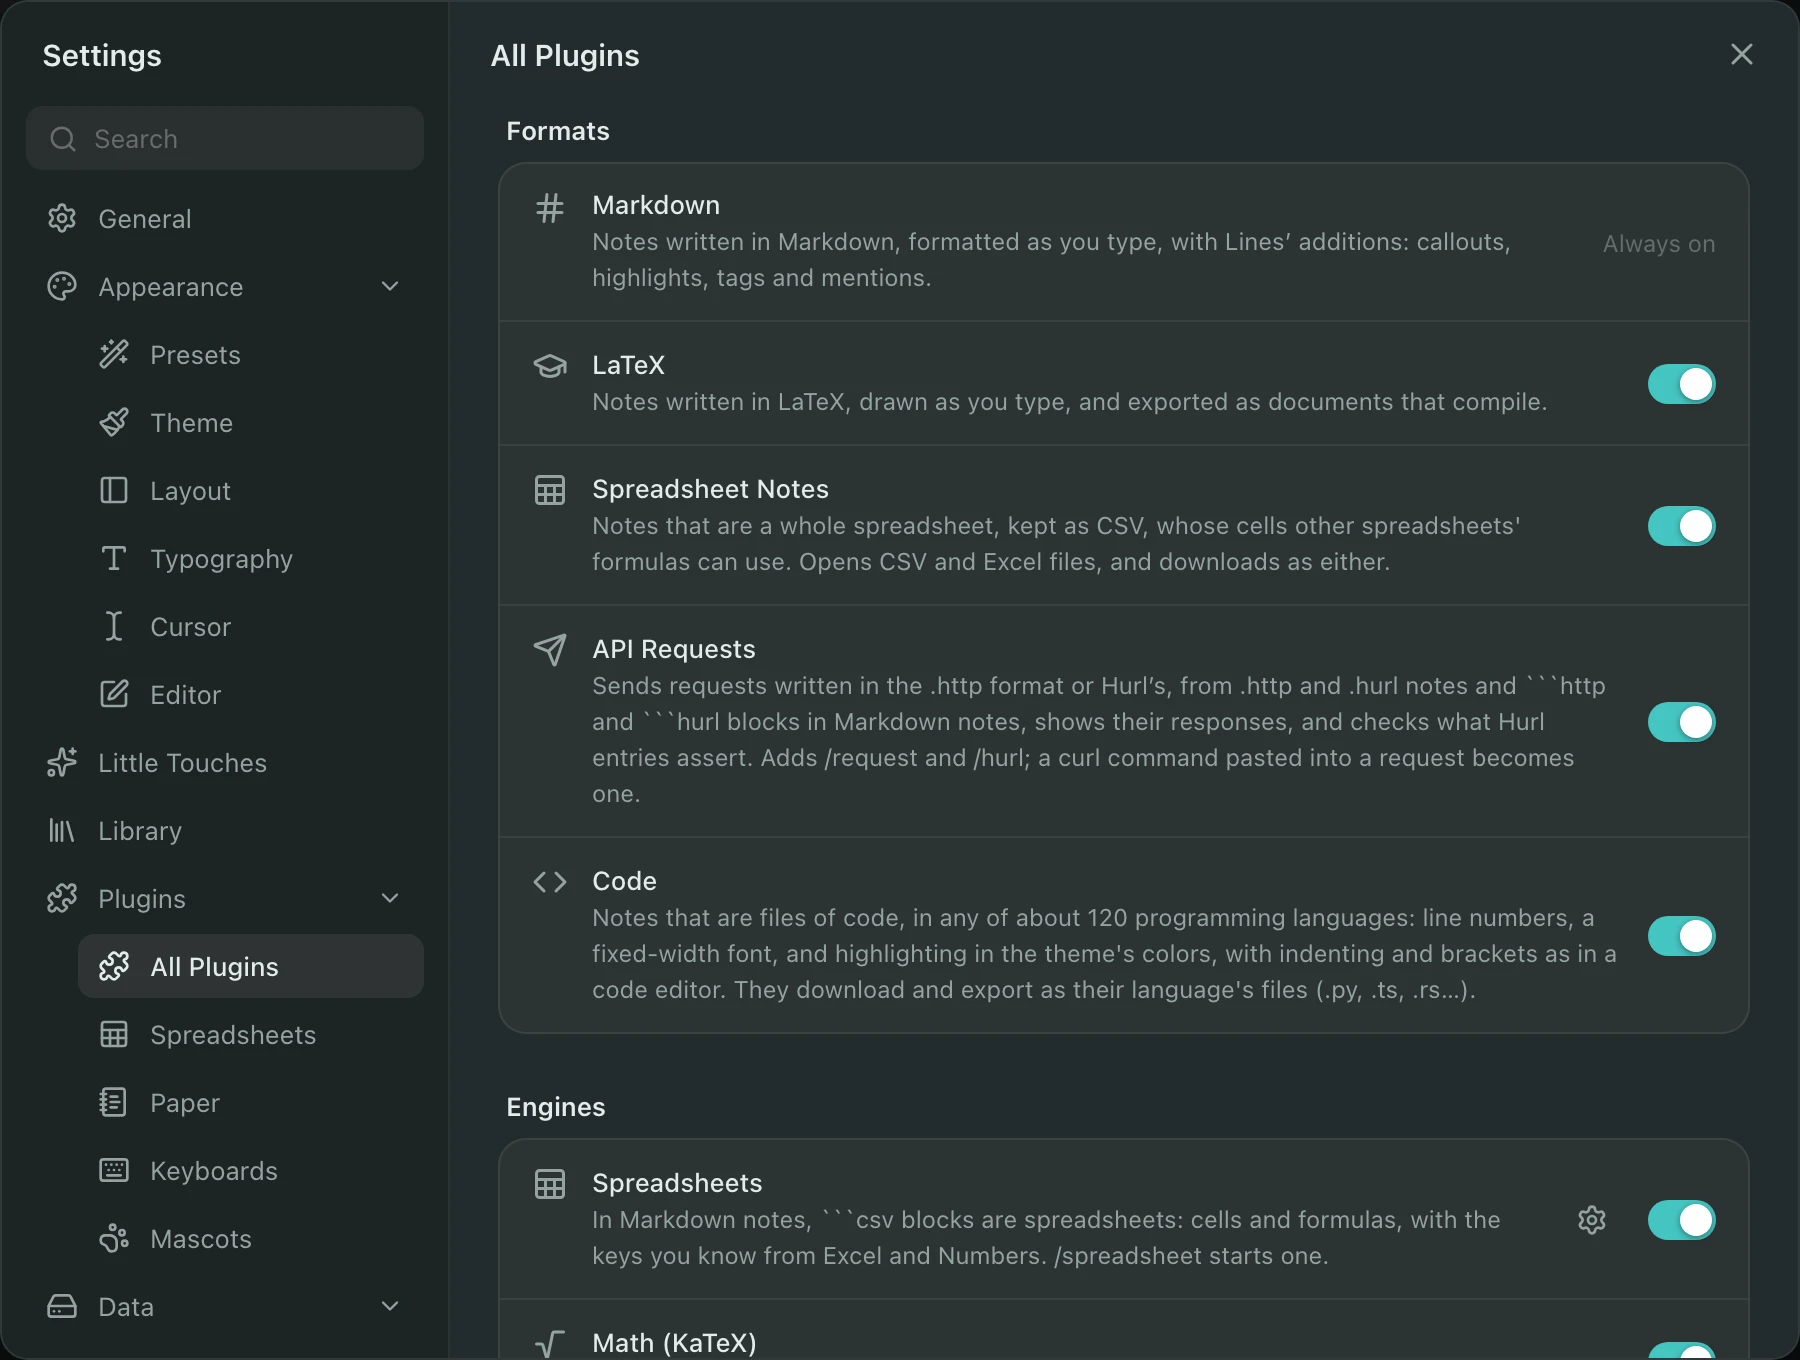 Settings
Search
General
Appearance
Presets
Theme
Layout
Typography
Cursor
Editor
Little Touches
Library
Plugins
All Plugins
Spreadsheets
Paper
Keyboards
Mascots
Data
All Plugins
Formats
Markdown
Notes written in Markdown, formatted as you type, with Lines’ additions: callouts,
highlights, tags and mentions.
Always on
LaTeX
Notes written in LaTeX, drawn as you type, and exported as documents that compile.
Spreadsheet Notes
Notes that are a whole spreadsheet, kept as CSV, whose cells other spreadsheets'
formulas can use. Opens CSV and Excel files, and downloads as either.
API Requests
Sends requests written in the .http format or Hurl’s, from .http and .hurl notes and ```http
and ```hurl blocks in Markdown notes, shows their responses, and checks what Hurl
entries assert. Adds /request and /hurl; a curl command pasted into a request becomes
one.
Code
Notes that are files of code, in any of about 120 programming languages: line numbers, a
fixed-width font, and highlighting in the theme's colors, with indenting and brackets as in a
code editor. They download and export as their language's files (.py, .ts, .rs…).
Engines
Spreadsheets
In Markdown notes, ```csv blocks are spreadsheets: cells and formulas, with the
keys you know from Excel and Numbers. /spreadsheet starts one.
Math (KaTeX)